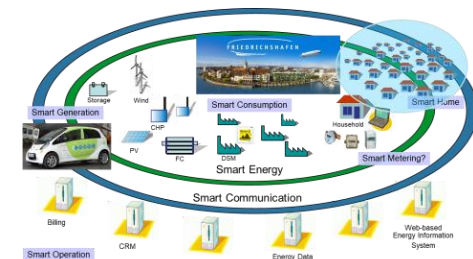 FRIEDRICHSHAFEN
Storage
Wind
Smart Generation
Smart Consumption
Smart Home
CHP
Household
PV
FC
DSM
Smart Metering?
Smart Energy
Smart Communication
Billing
CRM
Energy Data
Web-based
Energy Information
System
Smart Operation